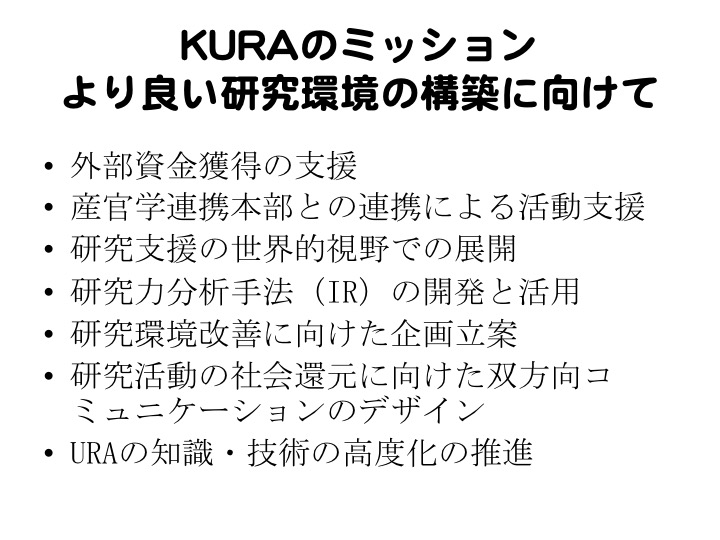 KURAのミッション
より良い研究環境の構築に向けて
• 外部資金獲得の支援
• 産官学連携本部との連携による活動支援
• 研究支援の世界的視野での展開
• 研究力分析手法（IR）の開発と活用
• 研究環境改善に向けた企画立案
• 研究活動の社会還元に向けた双方向コ
ミュニケーションのデザイン
• URAの知識・技術の高度化の推進